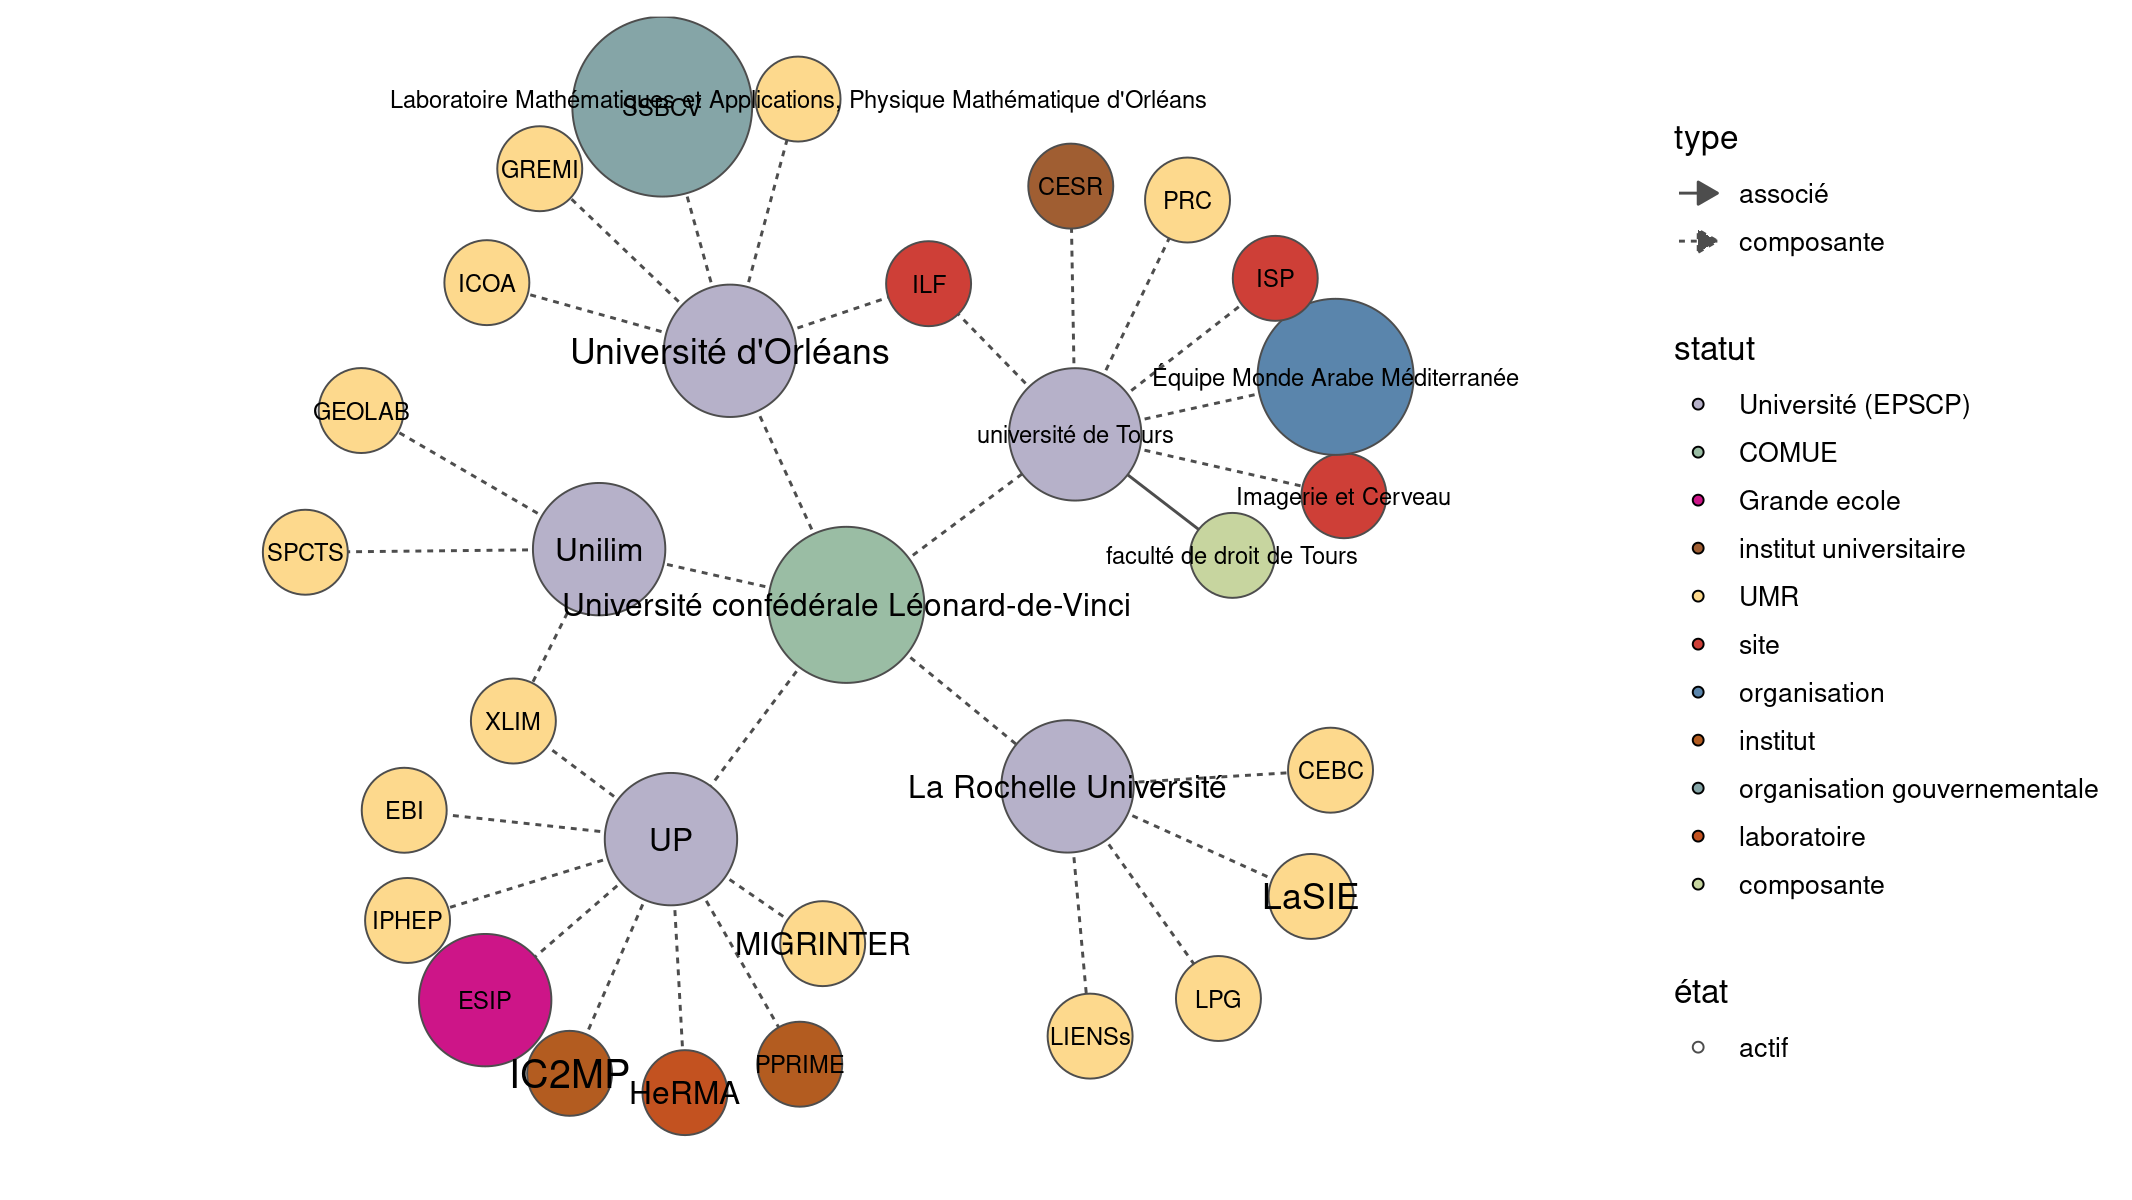 SSBCV
Laboratoire Mathématiques et Applications, Physique Mathématique d'Orléans
GREMI
CESR
PRC
ICOA
ILF
ISP
Université d'Orléans
Équipe Monde Arabe Méditerranée
GEOLAB
université de Tours
Imagerie et Cerveau
SPCTS
Unilim
faculté de droit de Tours
Université confédérale Léonard-de-Vinci
XLIM
EBI
UP
La Rochelle Université
CEBC
IPHEP
LaSIE
MIGRINTER
ESIP
LPG
LIENSs
IC2MP
HeRMA
PPRIME
type
associé
composante
statut
Université (EPSCP)
COMUE
Grande ecole
institut universitaire
UMR
site
organisation
institut
organisation gouvernementale
laboratoire
composante
état
actif